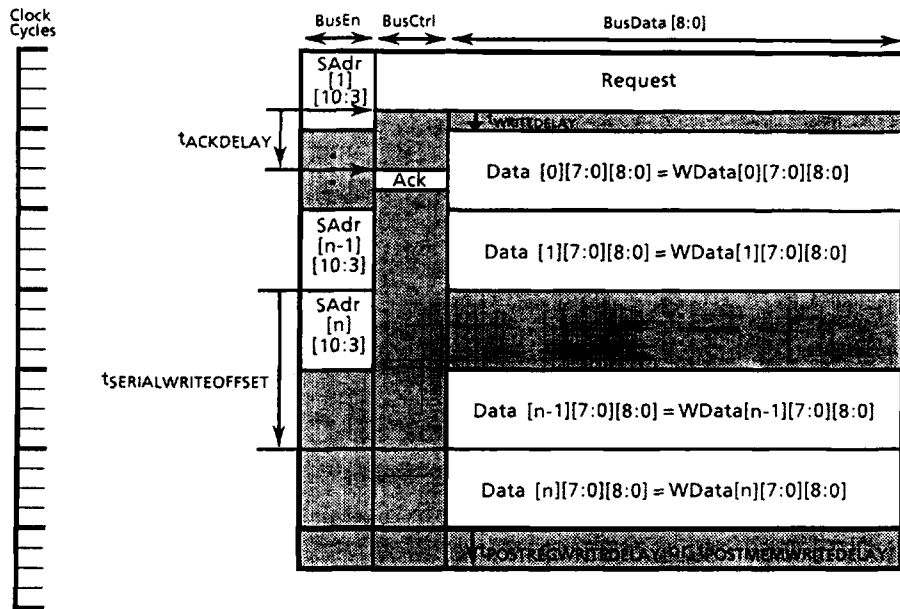 Clock
Cycles
BusEn
BusCtrl
BusData [8:0]
SAdr
[1]
[10:3]
Request
tWRITEDELAY
tACKDELAY
Ack
Data [0][7:0][8:0] = WData[0][7:0][8:0]
SAdr
[n-1]
[10:3]
Data [1][7:0][8:0] = WData[1][7:0][8:0]
SAdr
[n]
[10:3]
tSERIALWRITEOFFSET
Data [n-1][7:0][8:0] = WData[n-1][7:0][8:0]
Data [n][7:0][8:0] = WData[n][7:0][8:0]
tPOSTREGWRITEDELAY tPOSTMEMWRITEDELAY